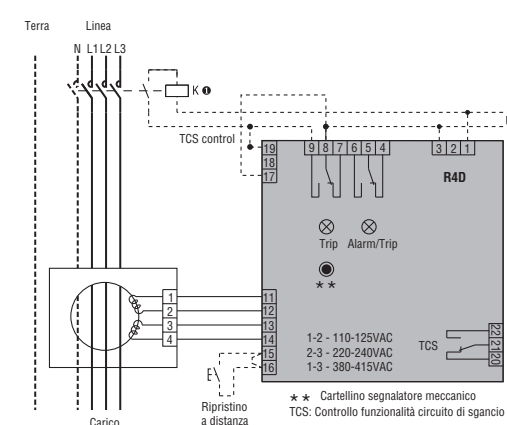 Terra Linea
N L1 L2 L3
K ❶
TCS control
19
18
17
9 8 7 6 5 4
3 2 1
R4D
Trip Alarm/Trip
**
1
2
3
4
11
12
13
14
15
16
1-2 - 110-125VAC
2-3 - 220-240VAC
1-3 - 380-415VAC
TCS
22
21
20
Ripristino
a distanza
** Cartellino segnalatore meccanico
TCS: Controllo funzionalità circuito di sgancio
Carico